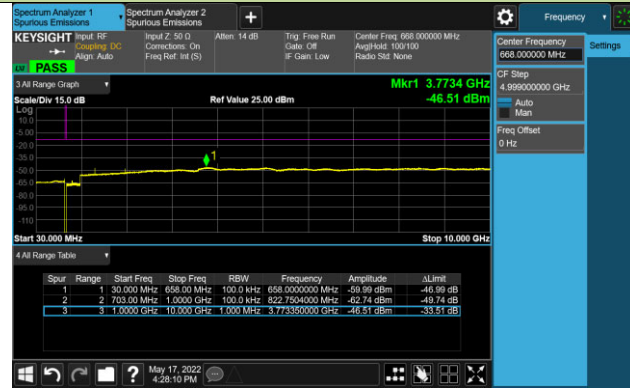 Spectrum Analyzer 1
Spurious Emissions
Spectrum Analyzer 2
Spurious Emissions
Frequency
KEYSIGHT
Input: RF
Coupling: DC
Align: Auto
Input Z: 50 Ω
Corrections: On
Freq Ref: Int (S)
Atten: 14 dB
Trig: Free Run
Gate: Off
IF Gain: Low
Center Freq: 668.000000 MHz
Avg|Hold: 100/100
Radio Std: None
PASS
Center Frequency
668.000000 MHz
Settings
CF Step
4.999000000 GHz
Auto
Man
Freq Offset
0 Hz
3 All Range Graph
Mkr1 3.7734 GHz
Scale/Div 15.0 dB
Ref Value 25.00 dBm
-46.51 dBm
Log
10.0
-5.00
-20.0
-35.0
-50.0
-65.0
-80.0
-95.0
-110
1
Start 30.000 MHz
Stop 10.000 GHz
4 All Range Table
Spur Range Start Freq Stop Freq RBW Frequency Amplitude ΔLimit
1 1 30.000 MHz 658.00 MHz 100.0 kHz 658.0000000 MHz -59.99 dBm -46.99 dB
2 2 703.00 MHz 1.0000 GHz 100.0 kHz 822.7504000 MHz -62.74 dBm -49.74 dB
3 3 1.0000 GHz 10.000 GHz 1.000 MHz 3.773350000 GHz -46.51 dBm -33.51 dB
May 17, 2022
4:28:10 PM